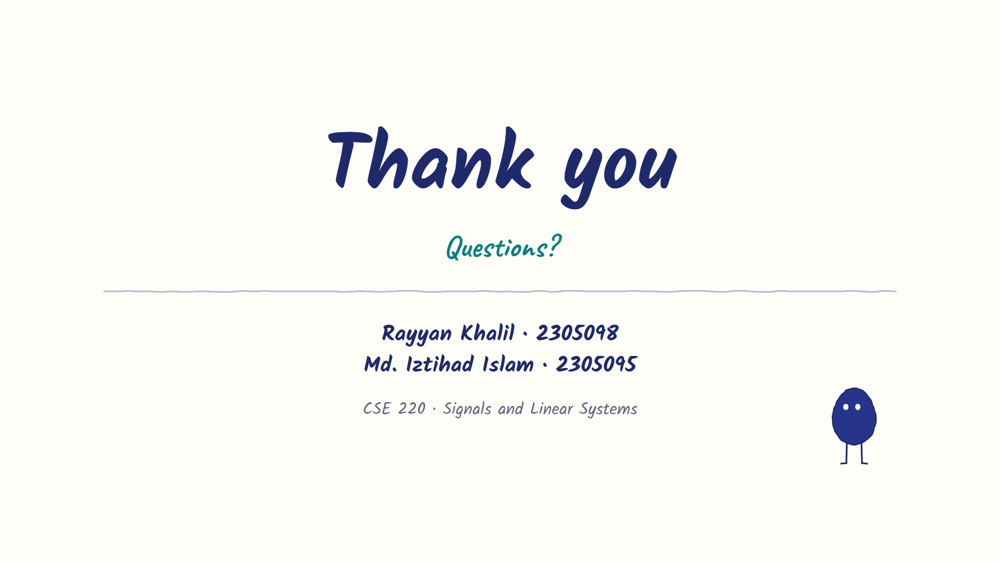 Thank you
Questions?
Rayyan Khalil · 2305098
Md. Iztihad Islam · 2305095
CSE 220 · Signals and Linear Systems